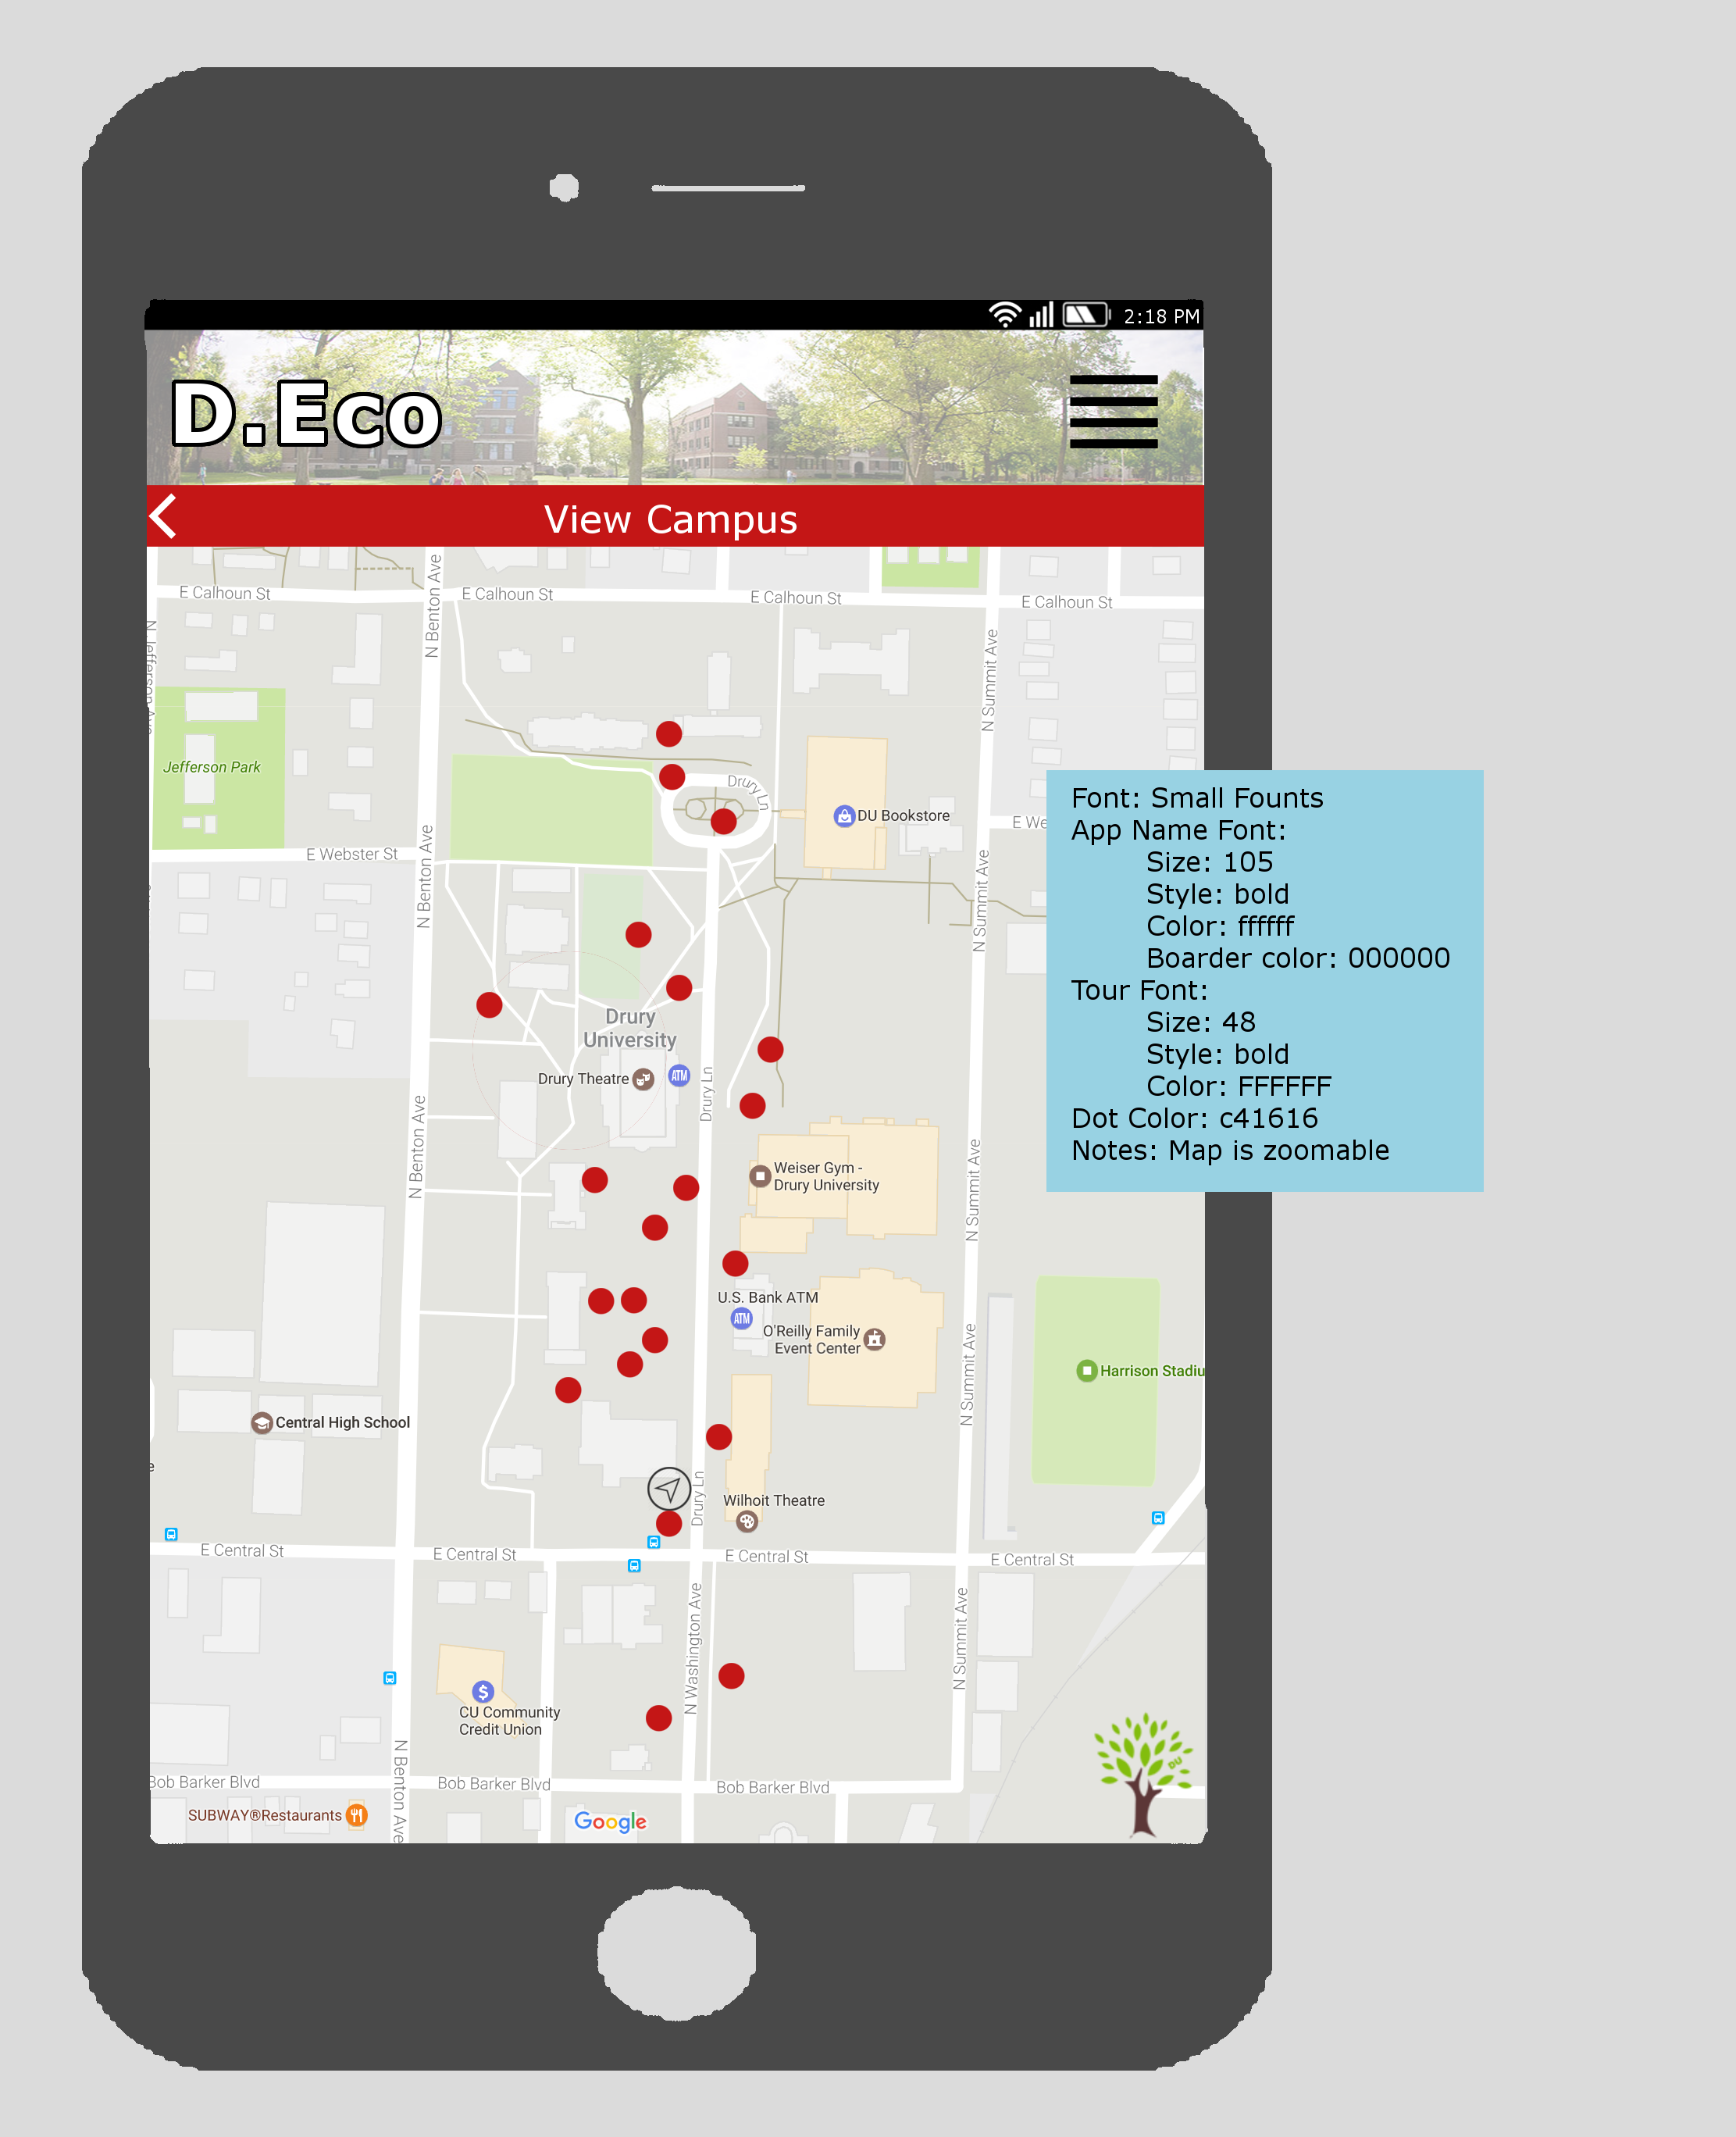 2:18 PM
D.Eco
View Campus
E Calhoun St
E Calhoun St
E Calhoun St
E Calhoun St
N Benton Ave
N Jefferson Ave
N Summit Ave
Jefferson Park
Drury Ln
DU Bookstore
E We
E Webster St
N Benton Ave
N Summit Ave
Drury
University
Drury Theatre
ATM
Drury Ln
N Benton Ave
Weiser Gym -
Drury University
N Summit Ave
U.S. Bank ATM
ATM
O'Reilly Family
Event Center
N Summit Ave
Harrison Stadiu
Central High School
e
Drury Ln
Wilhoit Theatre
E Central St
E Central St
E Central St
E Central St
N Washington Ave
N Summit Ave
$
CU Community
Credit Union
N Benton Ave
DU
Bob Barker Blvd
Bob Barker Blvd
Bob Barker Blvd
SUBWAY®Restaurants
Google
Font: Small Founts
App Name Font:
Size: 105
Style: bold
Color: ffffff
Boarder color: 000000
Tour Font:
Size: 48
Style: bold
Color: FFFFFF
Dot Color: c41616
Notes: Map is zoomable